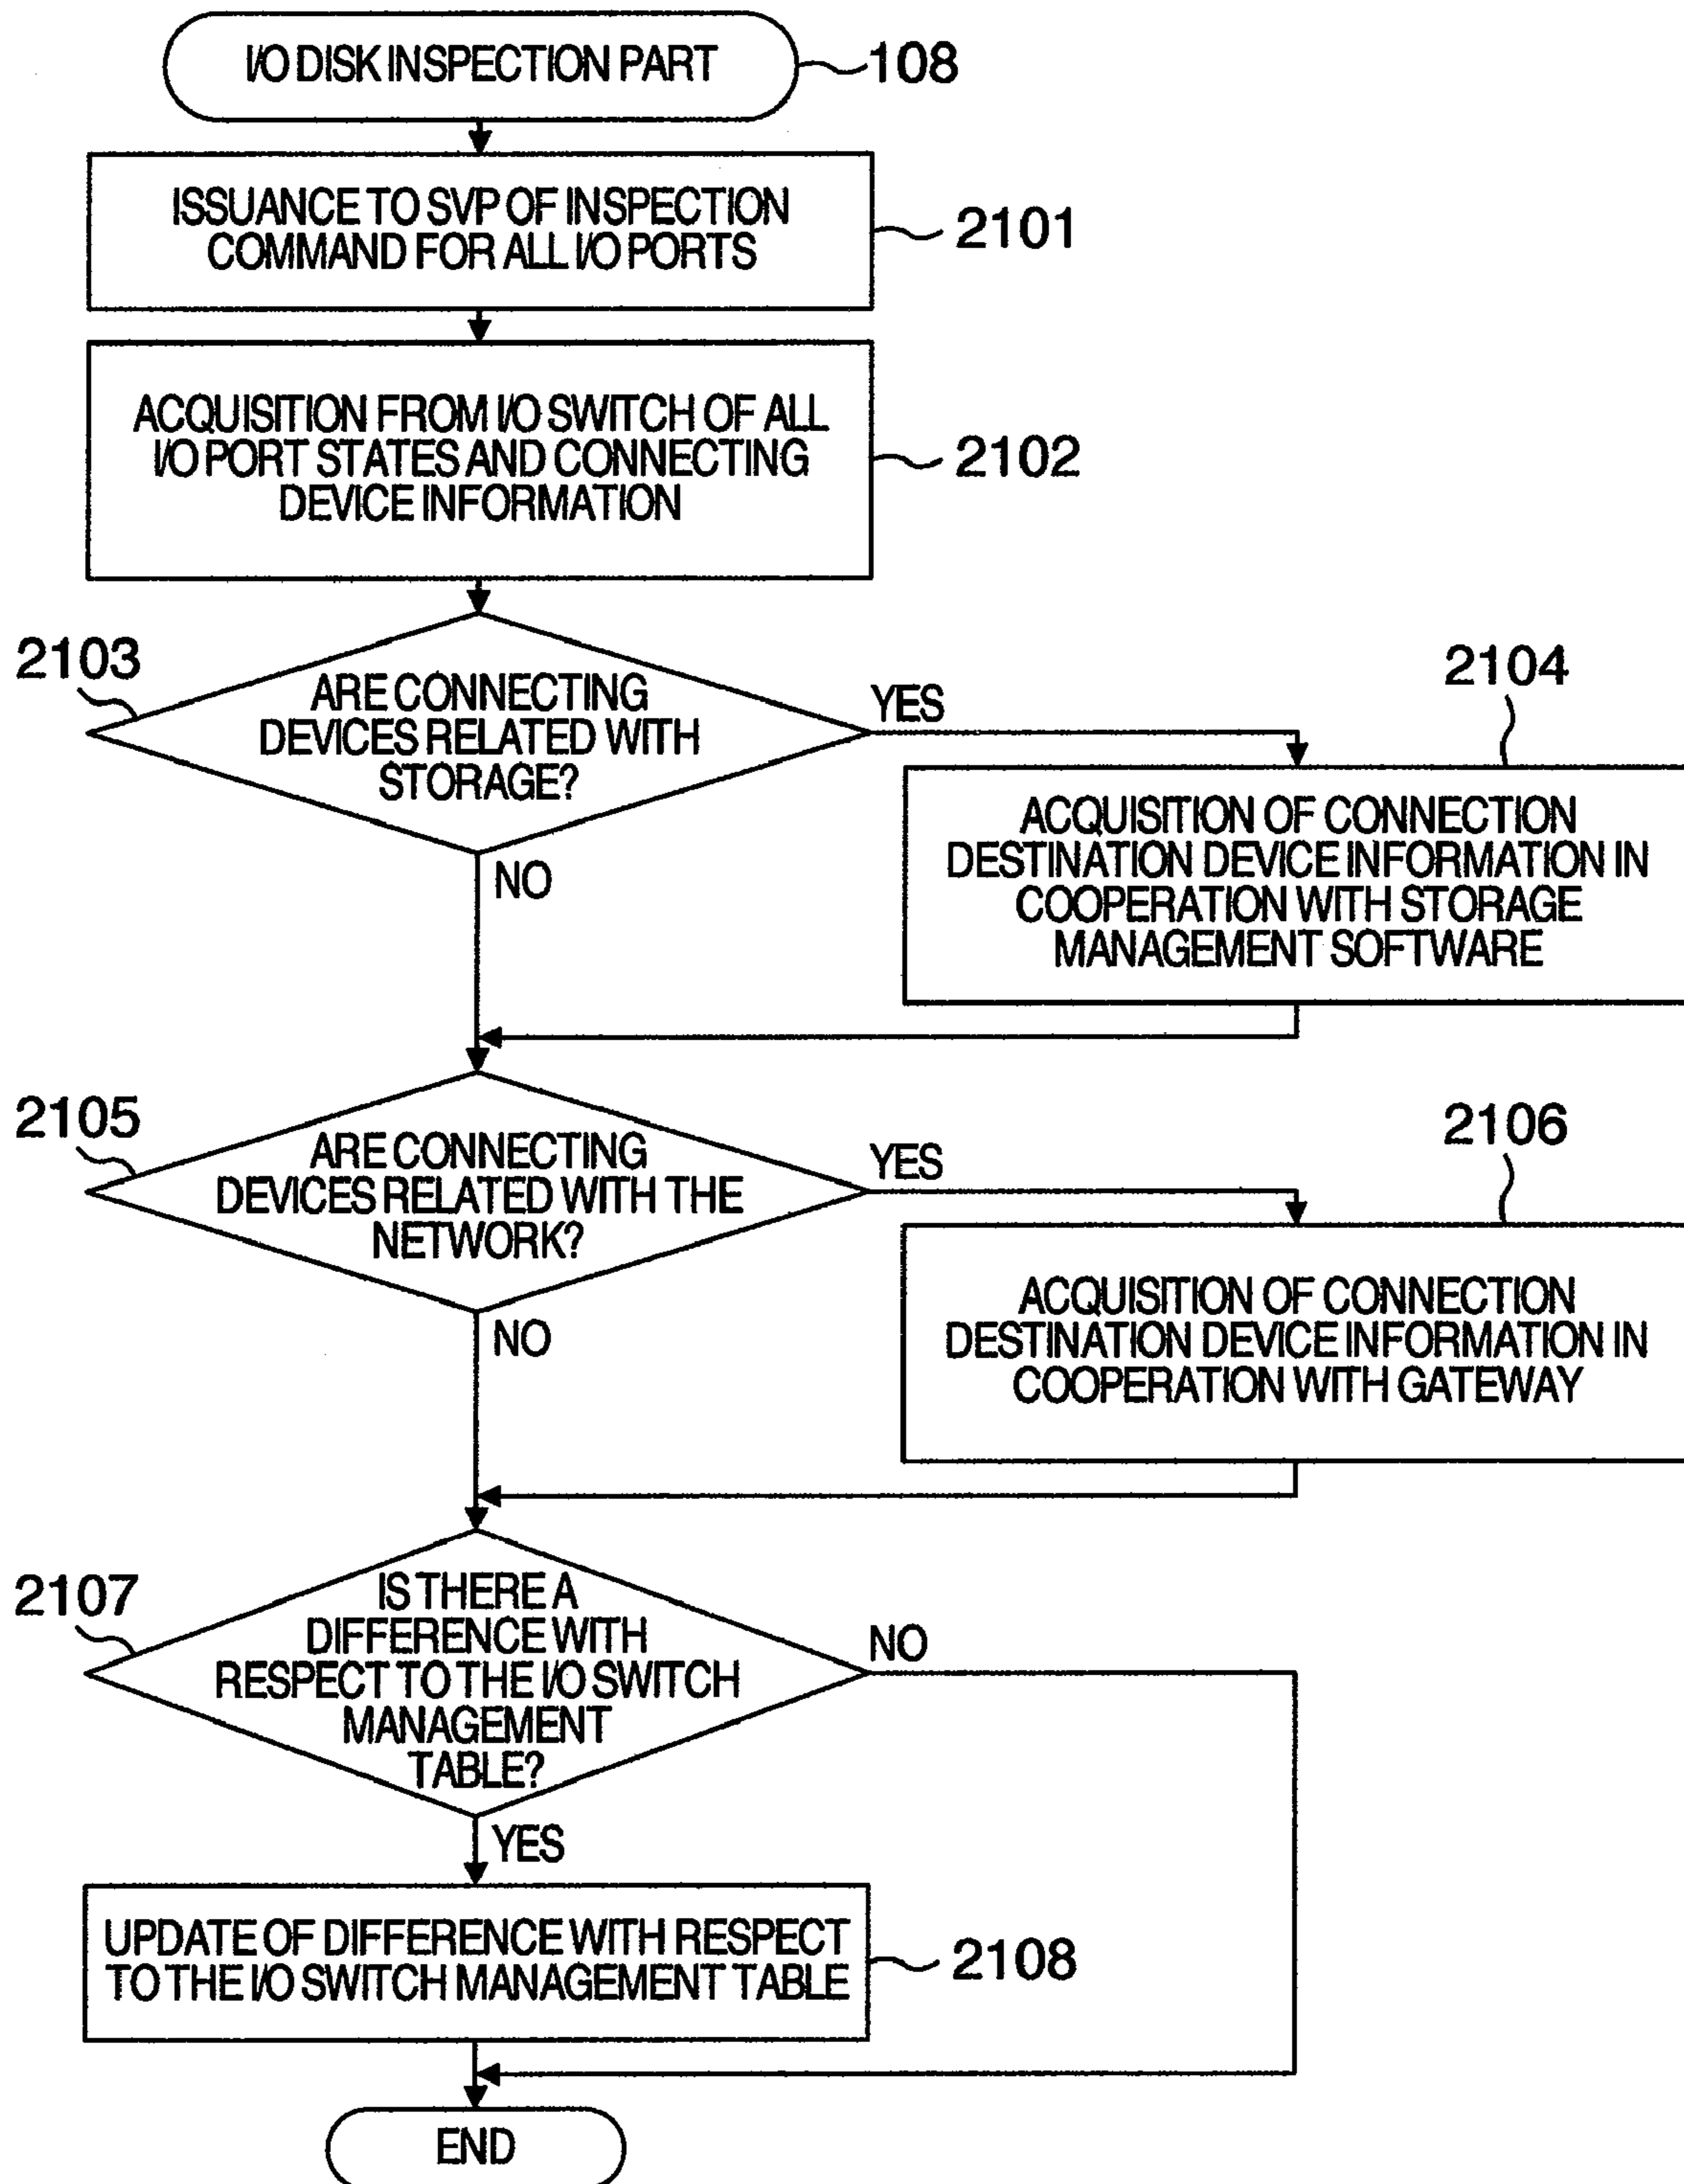 I/O DISK INSPECTION PART
108
ISSUANCE TO SVP OF INSPECTION
COMMAND FOR ALL I/O PORTS
2101
ACQUISITION FROM I/O SWITCH OF ALL
I/O PORT STATES AND CONNECTING
DEVICE INFORMATION
2102
2103
ARE CONNECTING
DEVICES RELATED WITH
STORAGE?
YES
NO
2104
ACQUISITION OF CONNECTION
DESTINATION DEVICE INFORMATION IN
COOPERATION WITH STORAGE
MANAGEMENT SOFTWARE
2105
ARE CONNECTING
DEVICES RELATED WITH THE
NETWORK?
YES
NO
2106
ACQUISITION OF CONNECTION
DESTINATION DEVICE INFORMATION IN
COOPERATION WITH GATEWAY
2107
IS THERE A
DIFFERENCE WITH
RESPECT TO THE I/O SWITCH
MANAGEMENT
TABLE?
NO
YES
UPDATE OF DIFFERENCE WITH RESPECT
TO THE I/O SWITCH MANAGEMENT TABLE
2108
END